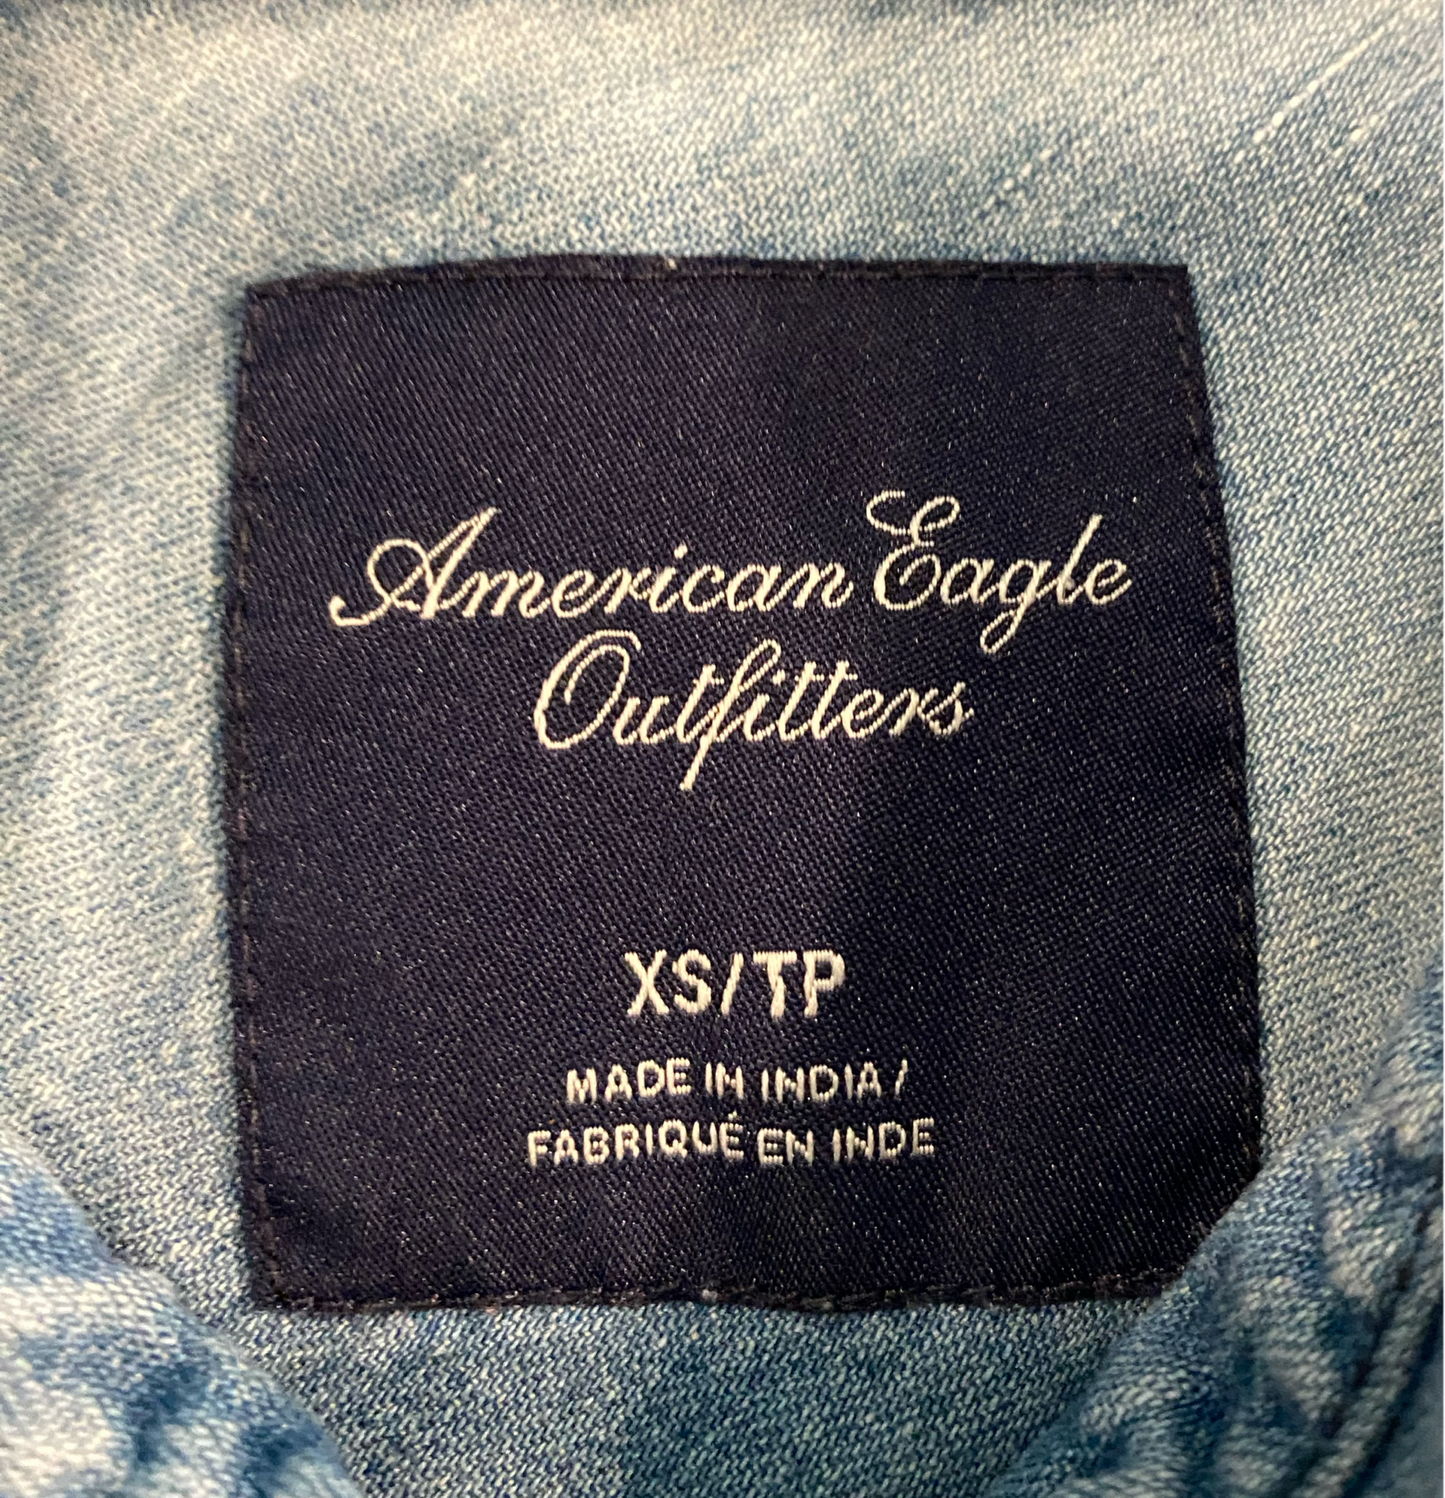 American Eagle
Outfitters
XS/TP
MADE IN INDIA/
FABRIQUÉ EN INDE